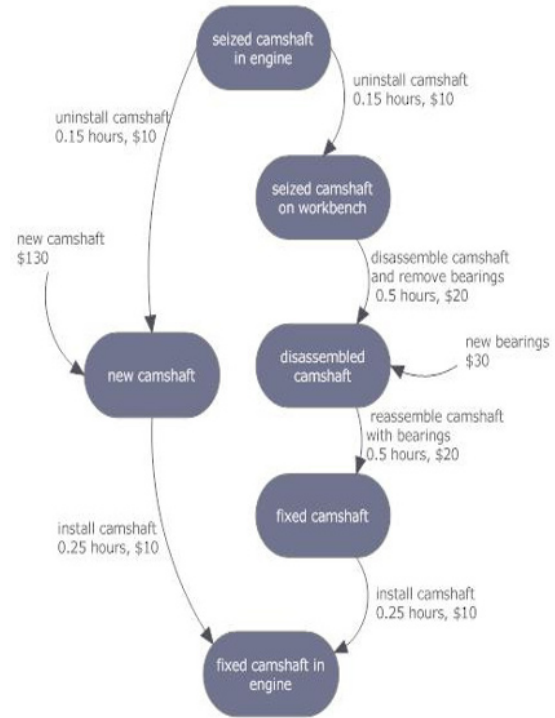 seized camshaft
in engine
uninstall camshaft
0.15 hours, $10
uninstall camshaft
0.15 hours, $10
seized camshaft
on workbench
new camshaft
$130
disassemble camshaft
and remove bearings
0.5 hours, $20
new camshaft
disassembled
camshaft
new bearings
$30
reassemble camshaft
with bearings
0.5 hours, $20
fixed camshaft
install camshaft
0.25 hours, $10
install camshaft
0.25 hours, $10
fixed camshaft in
engine